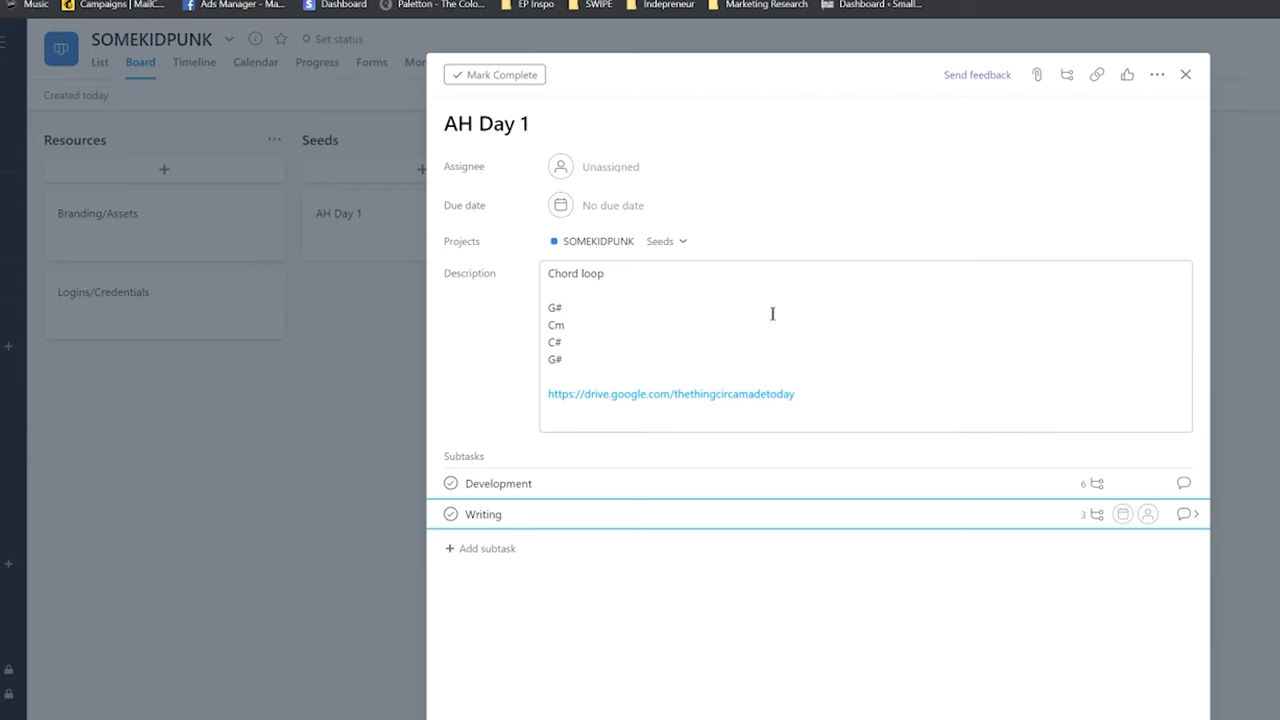 Music Campaigns | MailC... Ads Manager - Ma... Dashboard Paletton - The Colo... EP Inspo SWIPE Indepreneur Marketing Research Dashboard • Small...
SOMEKIDPUNK Set status
List Board Timeline Calendar Progress Forms Mor
Created today
Resources ...
Branding/Assets
Logins/Credentials
Seeds
AH Day 1
Mark Complete Send feedback
AH Day 1
Assignee Unassigned
Due date No due date
Projects SOMEKIDPUNK Seeds
Description Chord loop
G#
Cm
C#
G#
https://drive.google.com/thethingcircamadetoday
Subtasks
Development 6
Writing 3
+ Add subtask